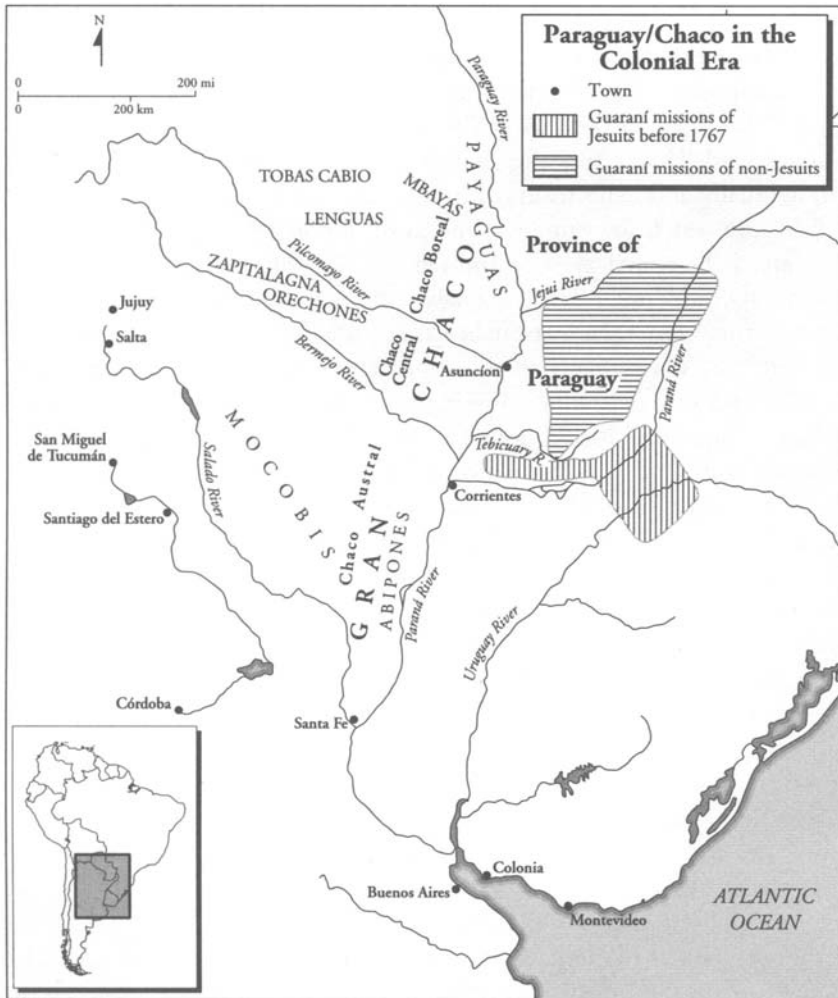 N
0 200 mi
0 200 km
Paraguay/Chaco in the
Colonial Era
Town
Guaraní missions of
Jesuits before 1767
Guaraní missions of non-Jesuits
Paraguay River
PAYAGUAS
TOBAS CABIO
MBAYÁS
LENGUAS
Chaco Boreal
Province of
Pilcomayo River
ZAPITALAGNA
ORECHONES
Jejui River
Jujuy
Salta
Bermejo River
Chaco
Central
CHACO
Asuncíon
Paraguay
Paraná River
MOCOBIS
San Miguel
de Tucumán
Salado River
Tebicuary R.
Santiago del Estero
Chaco Austral
GRAN
ABIPONES
Corrientes
Paraná River
Uruguay River
Córdoba
Santa Fe
Colonia
Buenos Aires
Montevideo
ATLANTIC
OCEAN